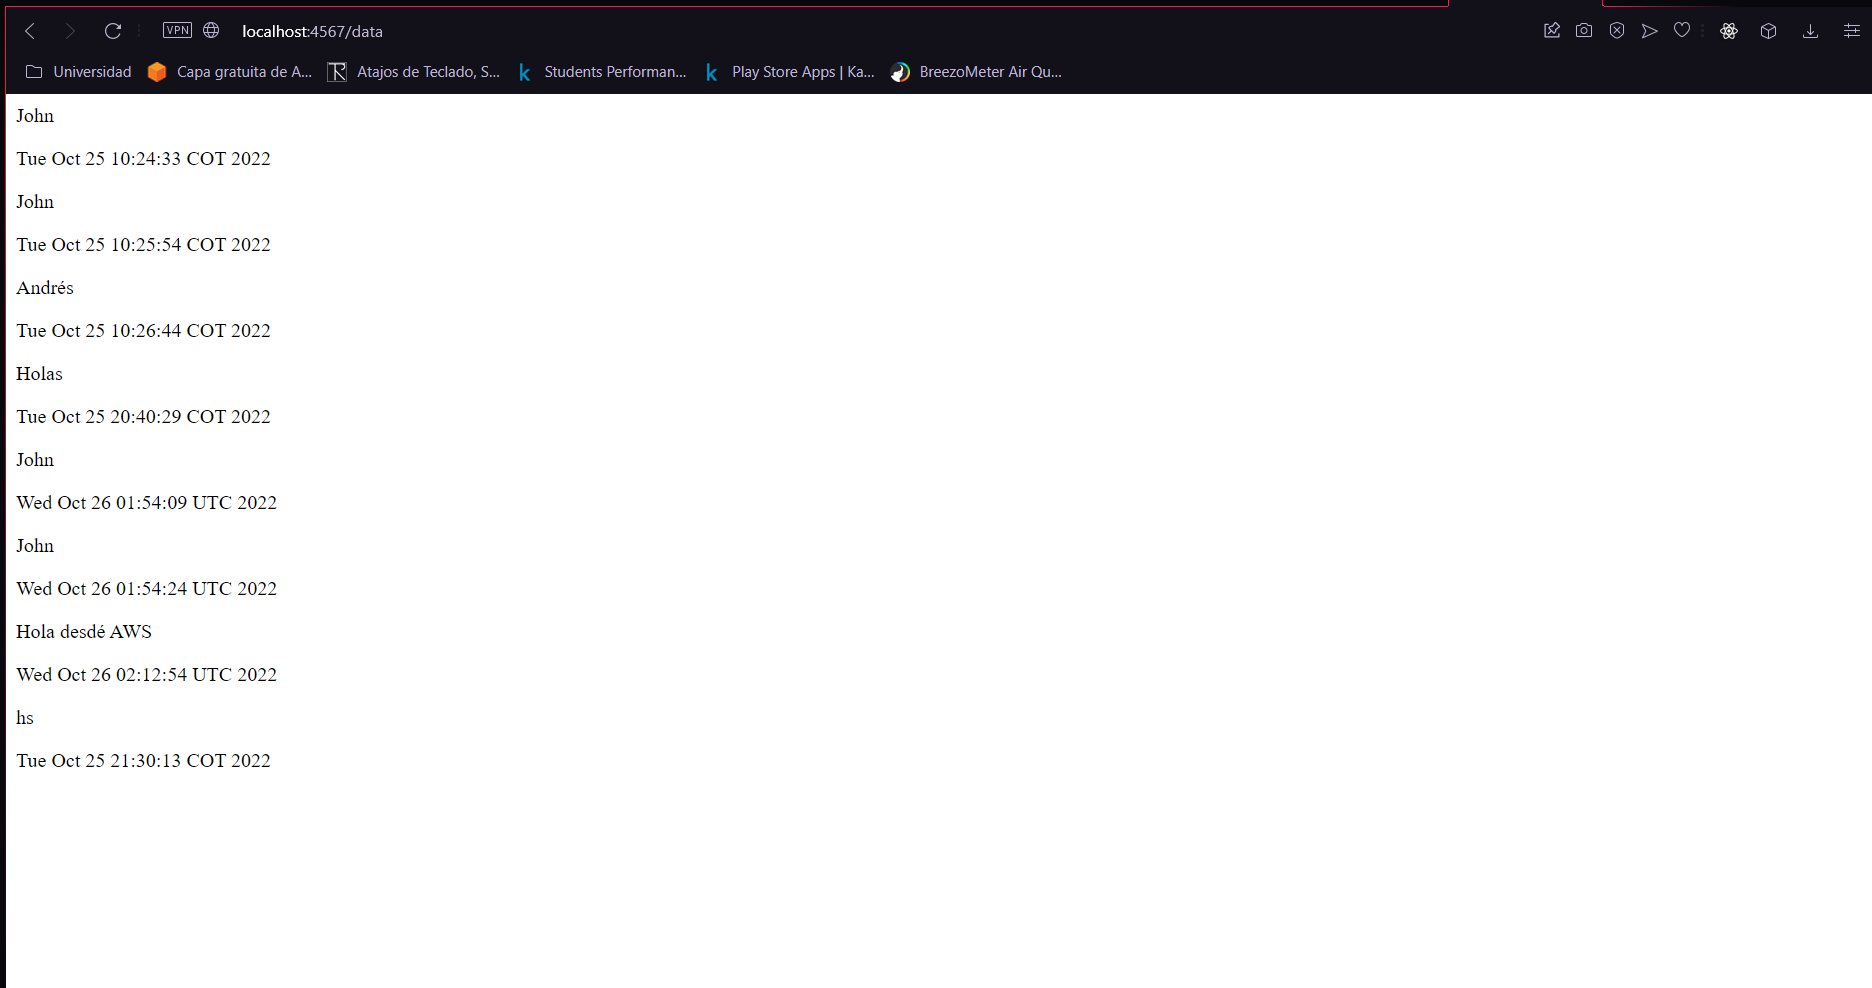 VPN localhost:4567/data
Universidad Capa gratuita de A... Atajos de Teclado, S... Students Performan... Play Store Apps | Ka... BreezoMeter Air Qu...
John
Tue Oct 25 10:24:33 COT 2022
John
Tue Oct 25 10:25:54 COT 2022
Andrés
Tue Oct 25 10:26:44 COT 2022
Holas
Tue Oct 25 20:40:29 COT 2022
John
Wed Oct 26 01:54:09 UTC 2022
John
Wed Oct 26 01:54:24 UTC 2022
Hola desdé AWS
Wed Oct 26 02:12:54 UTC 2022
hs
Tue Oct 25 21:30:13 COT 2022